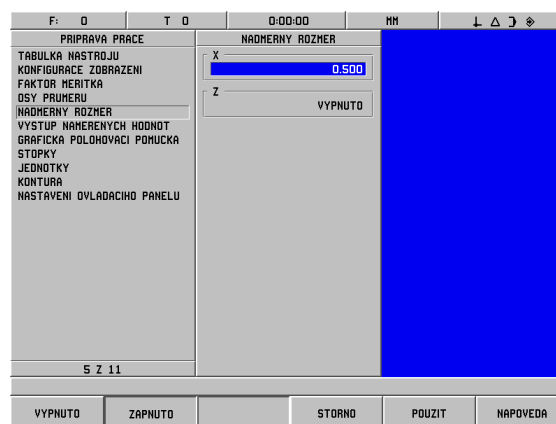 F: 0 T 0 0:00:00 MM
PRIPRAVA PRACE
TABULKA NASTROJU
KONFIGURACE ZOBRAZENI
FAKTOR MERITKA
OSY PRUMERU
NADMERNY ROZMER
VYSTUP NAMERENYCH HODNOT
GRAFICKA POLOHOVACI POMUCKA
STOPKY
JEDNOTKY
KONTURA
NASTAVENI OVLADACIHO PANELU
5 Z 11
NADMERNY ROZMER
X
0.500
Z
VYPNUTO
VYPNUTO ZAPNUTO STORNO POUZIT NAPOVEDA